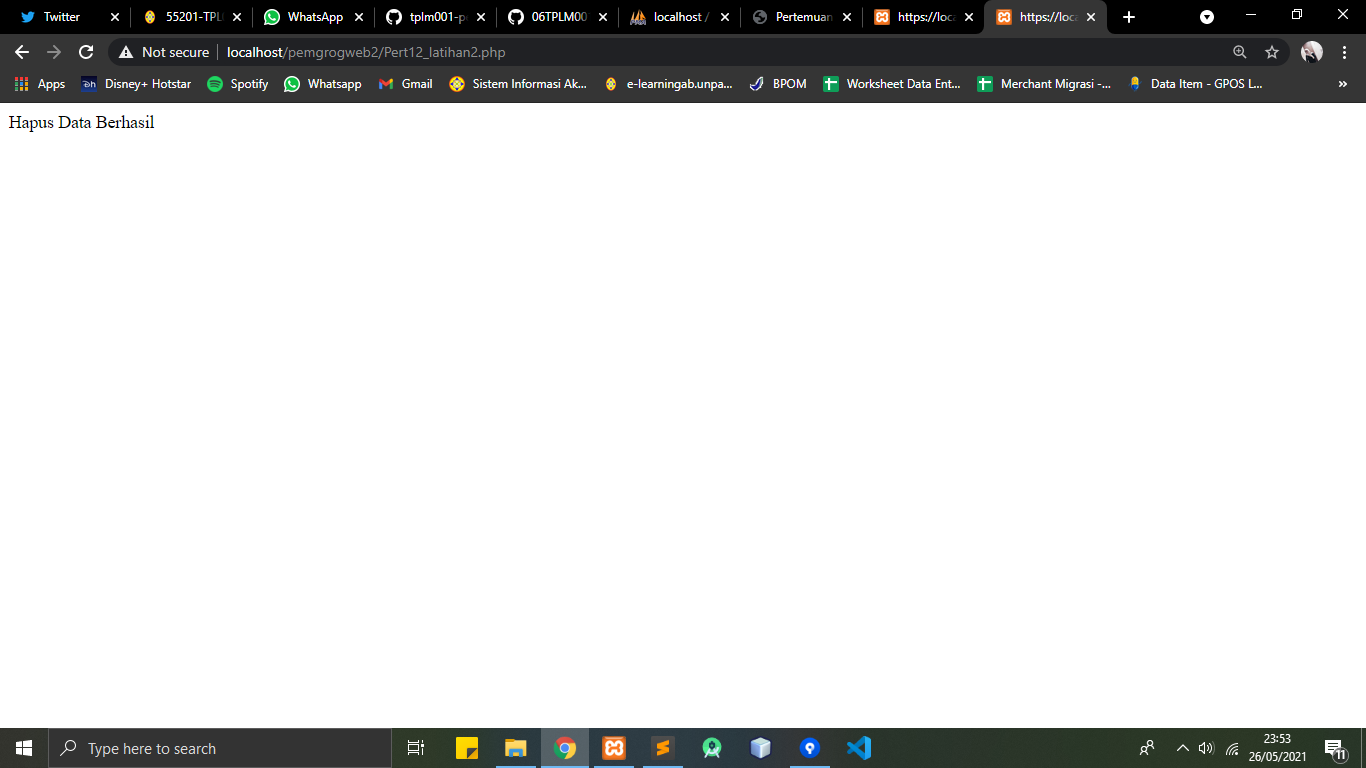 Twitter
55201-TPL
WhatsApp
tplm001-p
06TPLM00
localhost /
Pertemuan
https://loca
https://loca
Not secure
localhost/pemgrogweb2/Pert12_latihan2.php
Apps
Disney+ Hotstar
Spotify
Whatsapp
Gmail
Sistem Informasi Ak...
e-learningab.unpa...
BPOM
Worksheet Data Ent...
Merchant Migrasi -...
Data Item - GPOS L...
»
Hapus Data Berhasil
Type here to search
23:53
26/05/2021
11